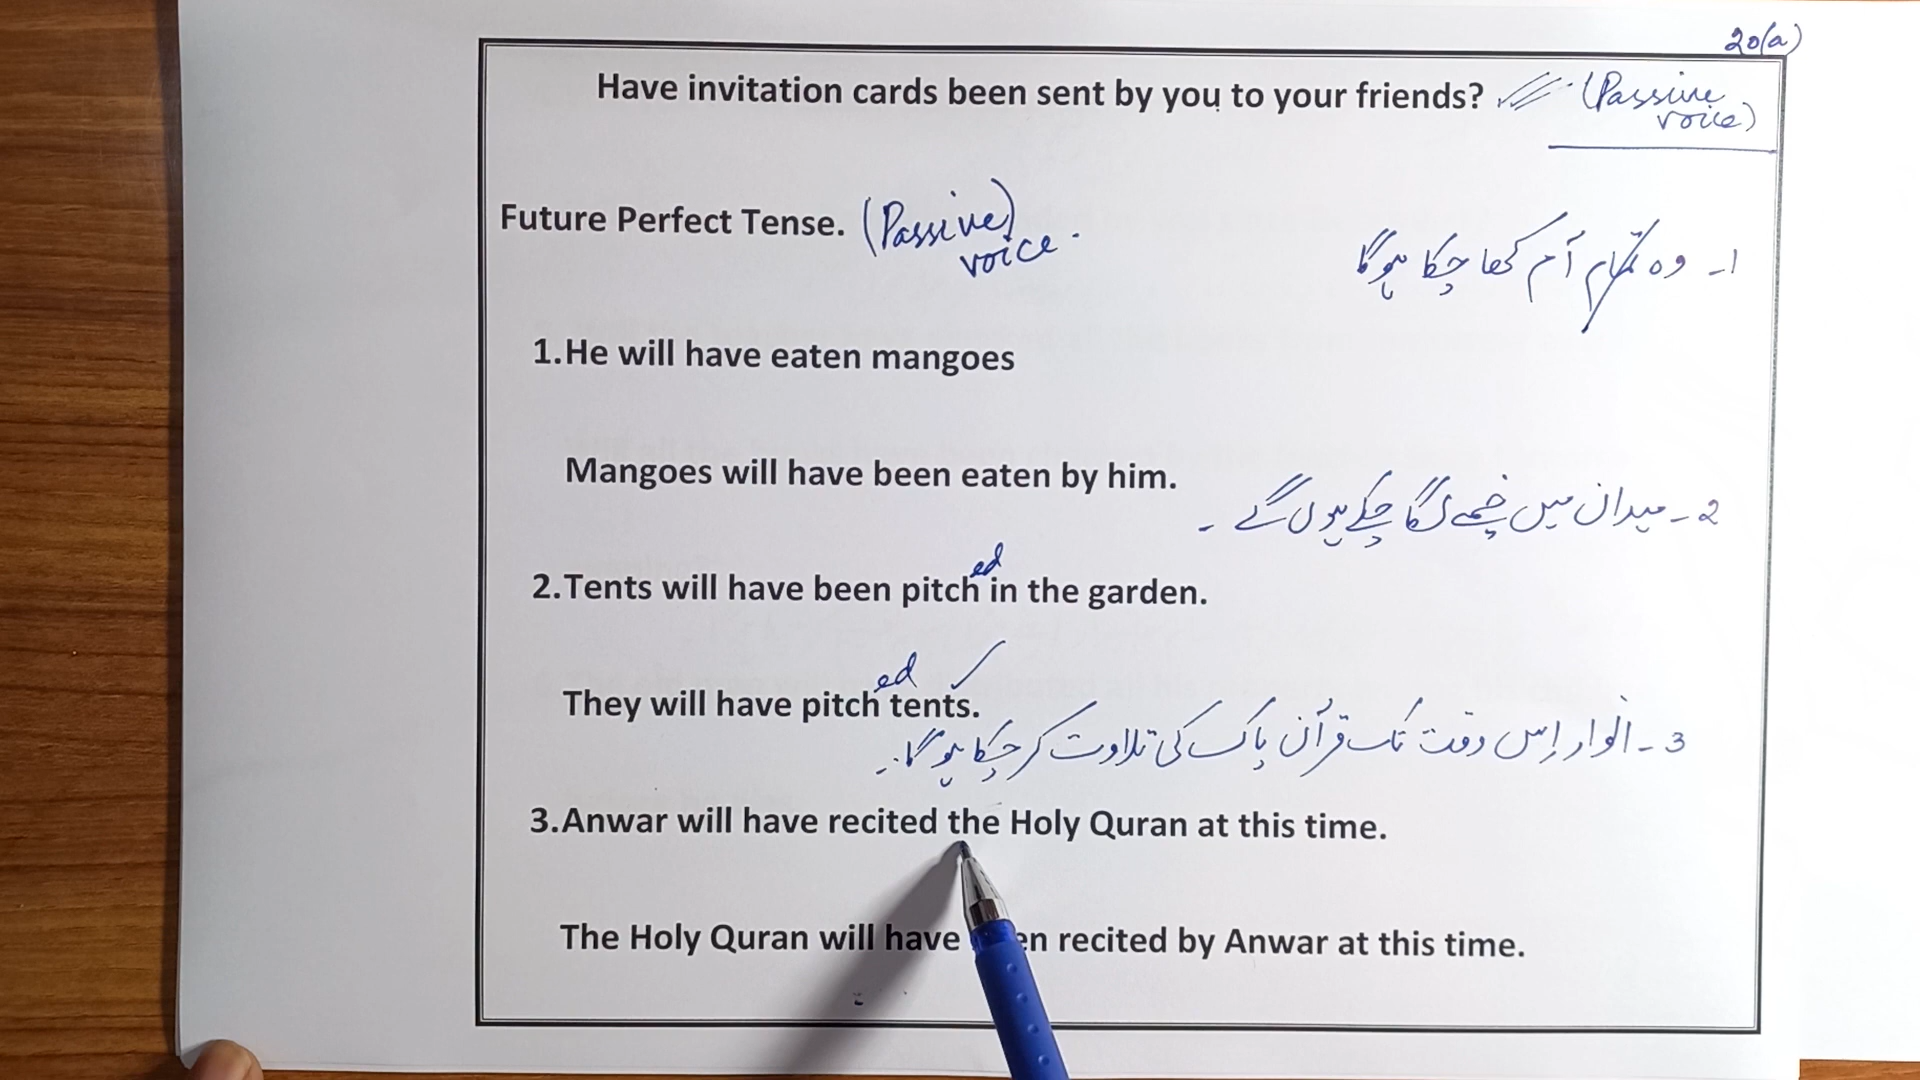 20(a)
Have invitation cards been sent by you to your friends? (Passive
voice)
Future Perfect Tense. (Passive)
voice.
1۔ وہ تمام آم کھا چکا ہوگا
1.He will have eaten mangoes
Mangoes will have been eaten by him.
2۔ میدان میں خیمے لگا چکے ہوں گے ۔
ed
2.Tents will have been pitch in the garden.
ed
They will have pitch tents.
3۔ انوار اِس وقت تک قرآن پاک کی تلاوت کر چکا ہوگا۔
3.Anwar will have recited the Holy Quran at this time.
The Holy Quran will have en recited by Anwar at this time.